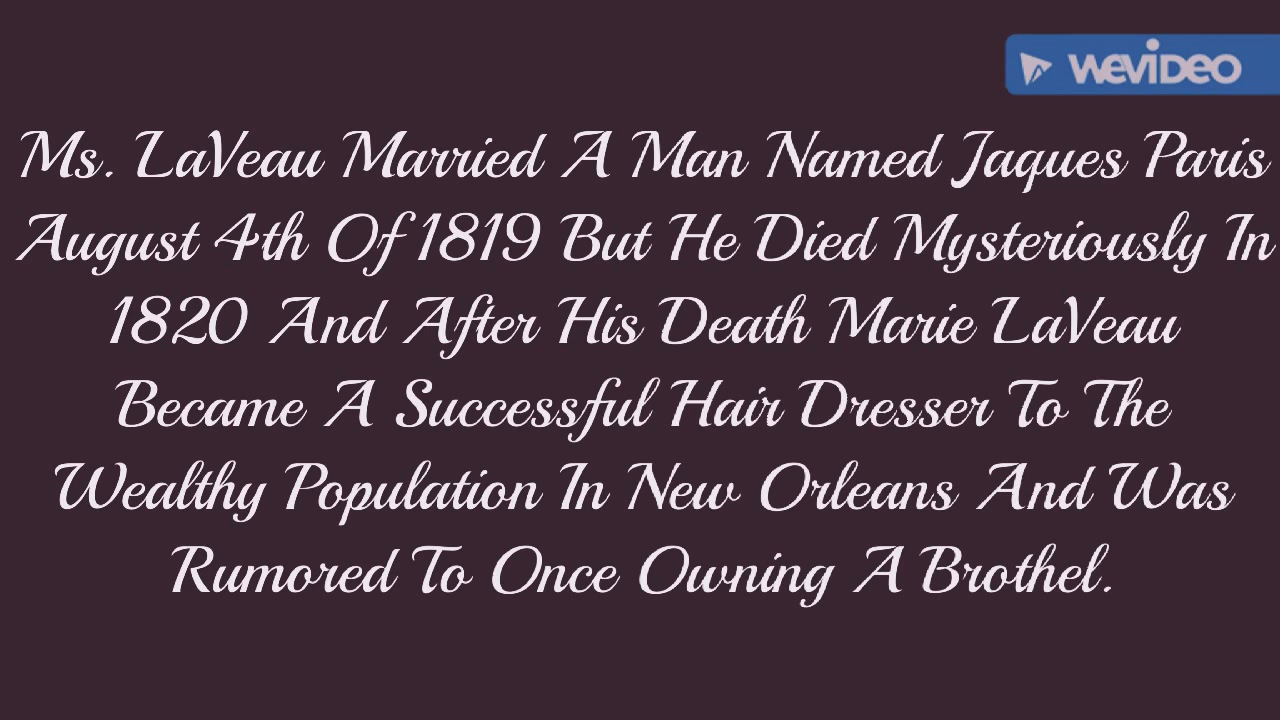 WEVIDEO
Ms. LaVeau Married A Man Named Jaques Paris
August 4th Of 1819 But He Died Mysteriously In
1820 And After His Death Marie LaVeau
Became A Successful Hair Dresser To The
Wealthy Population In New Orleans And Was
Rumored To Once Owning A Brothel.